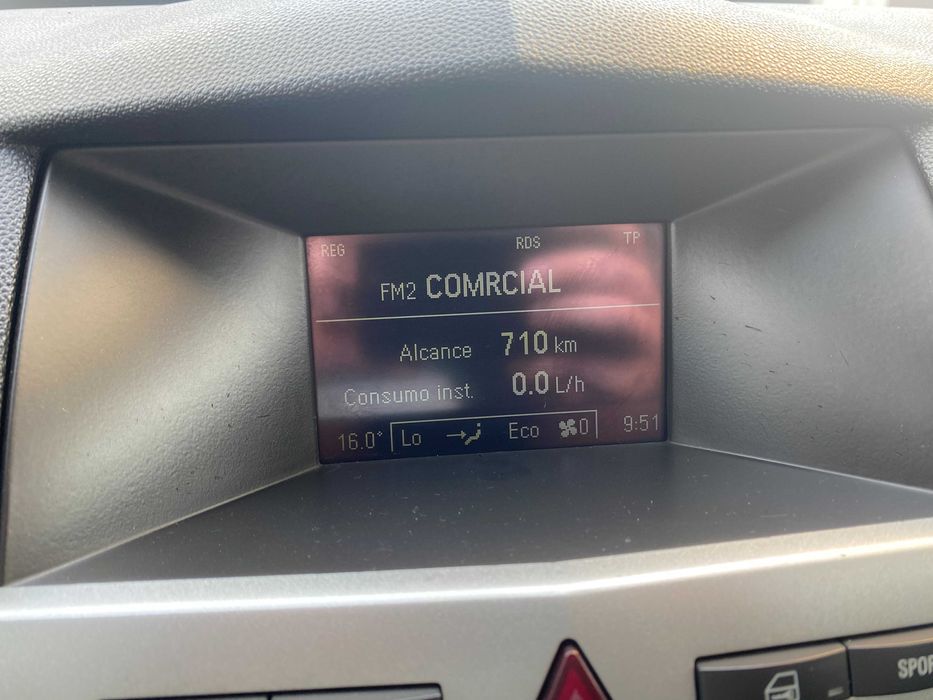 REG RDS TP
FM2 COMRCIAL
Alcance 710 km
Consumo inst. 0.0 L/h
16.0° Lo Eco 0 9:51
SPOR